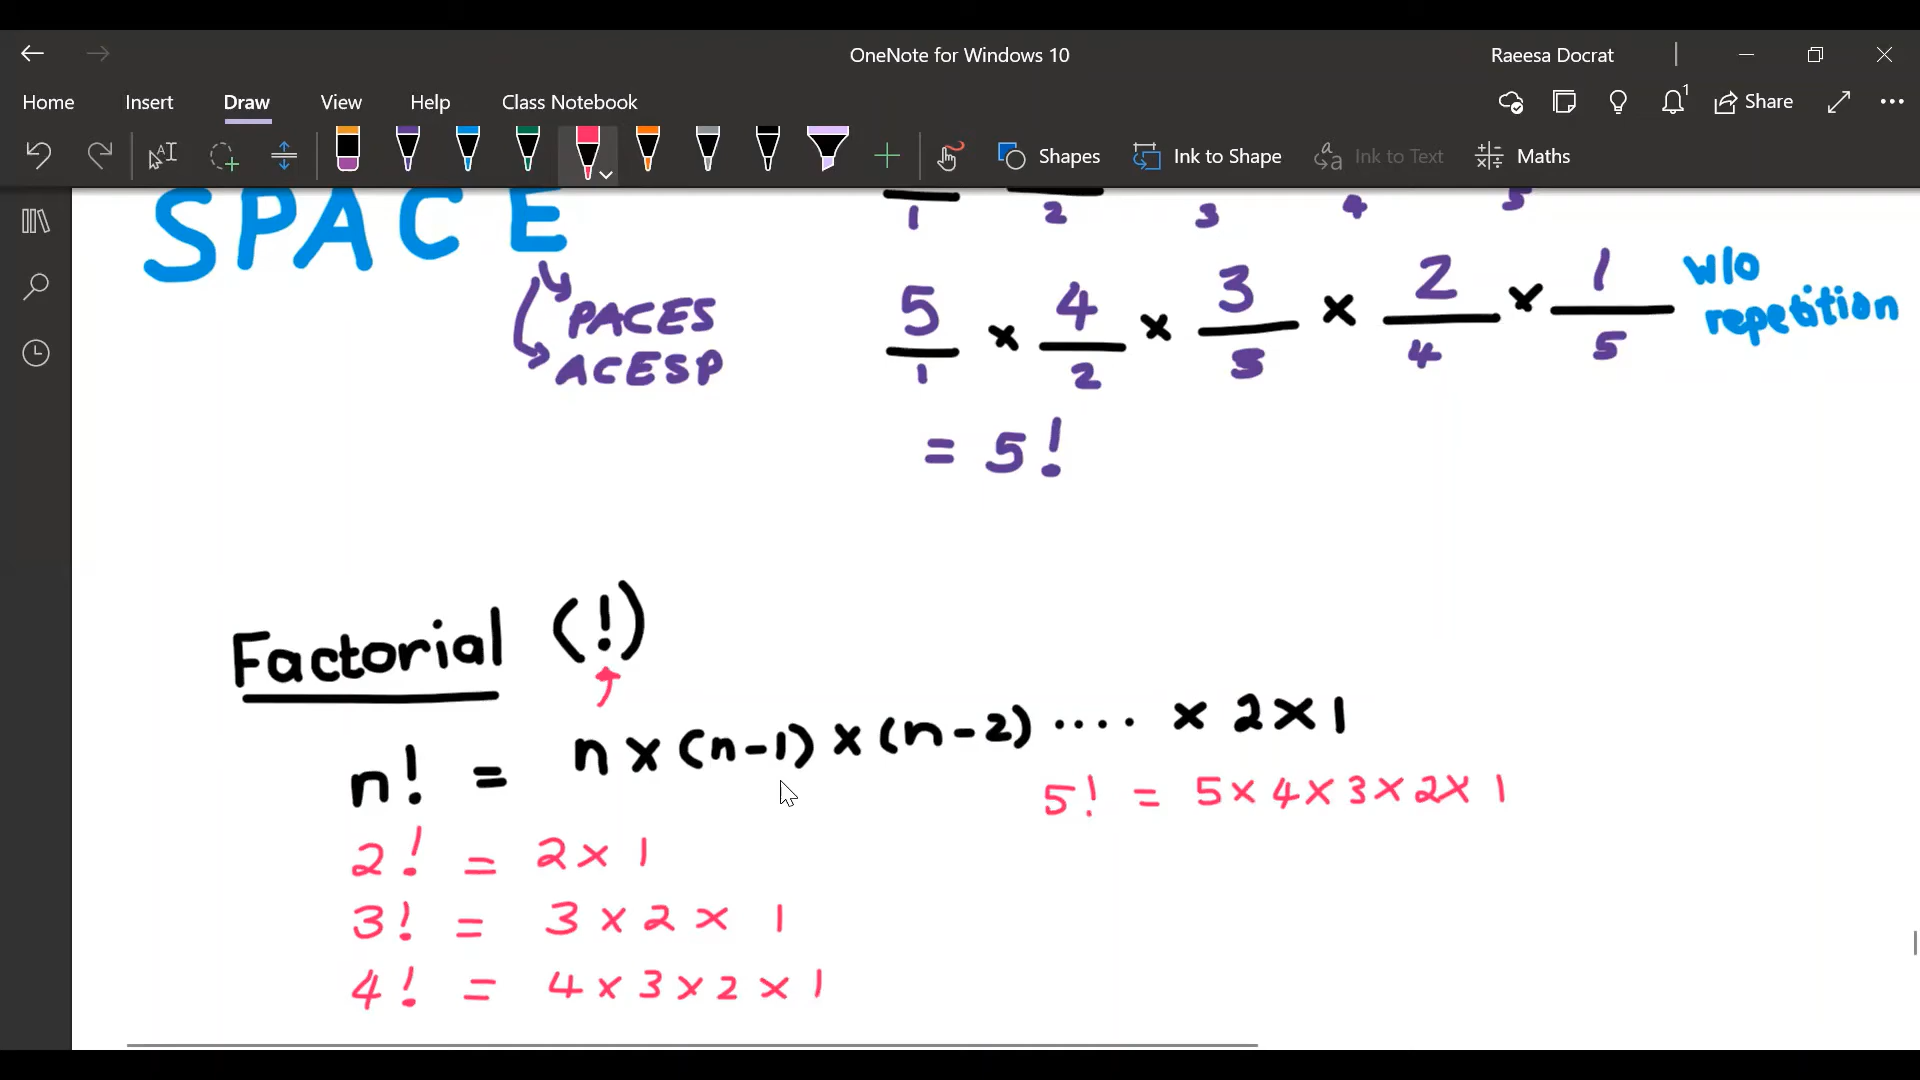 OneNote for Windows 10
Raeesa Docrat
Home Insert Draw View Help Class Notebook
1
Share
Shapes Ink to Shape Ink to Text Maths
SPACE
1 2 3 4 5
PACES
ACESP
5 × 4 × 3 × 2 × 1
1 2 3 4 5
w/o
repetition
= 5!
Factorial (!)
n! = n × (n-1) × (n-2) .... × 2 × 1
5! = 5 × 4 × 3 × 2 × 1
2! = 2 × 1
3! = 3 × 2 × 1
4! = 4 × 3 × 2 × 1